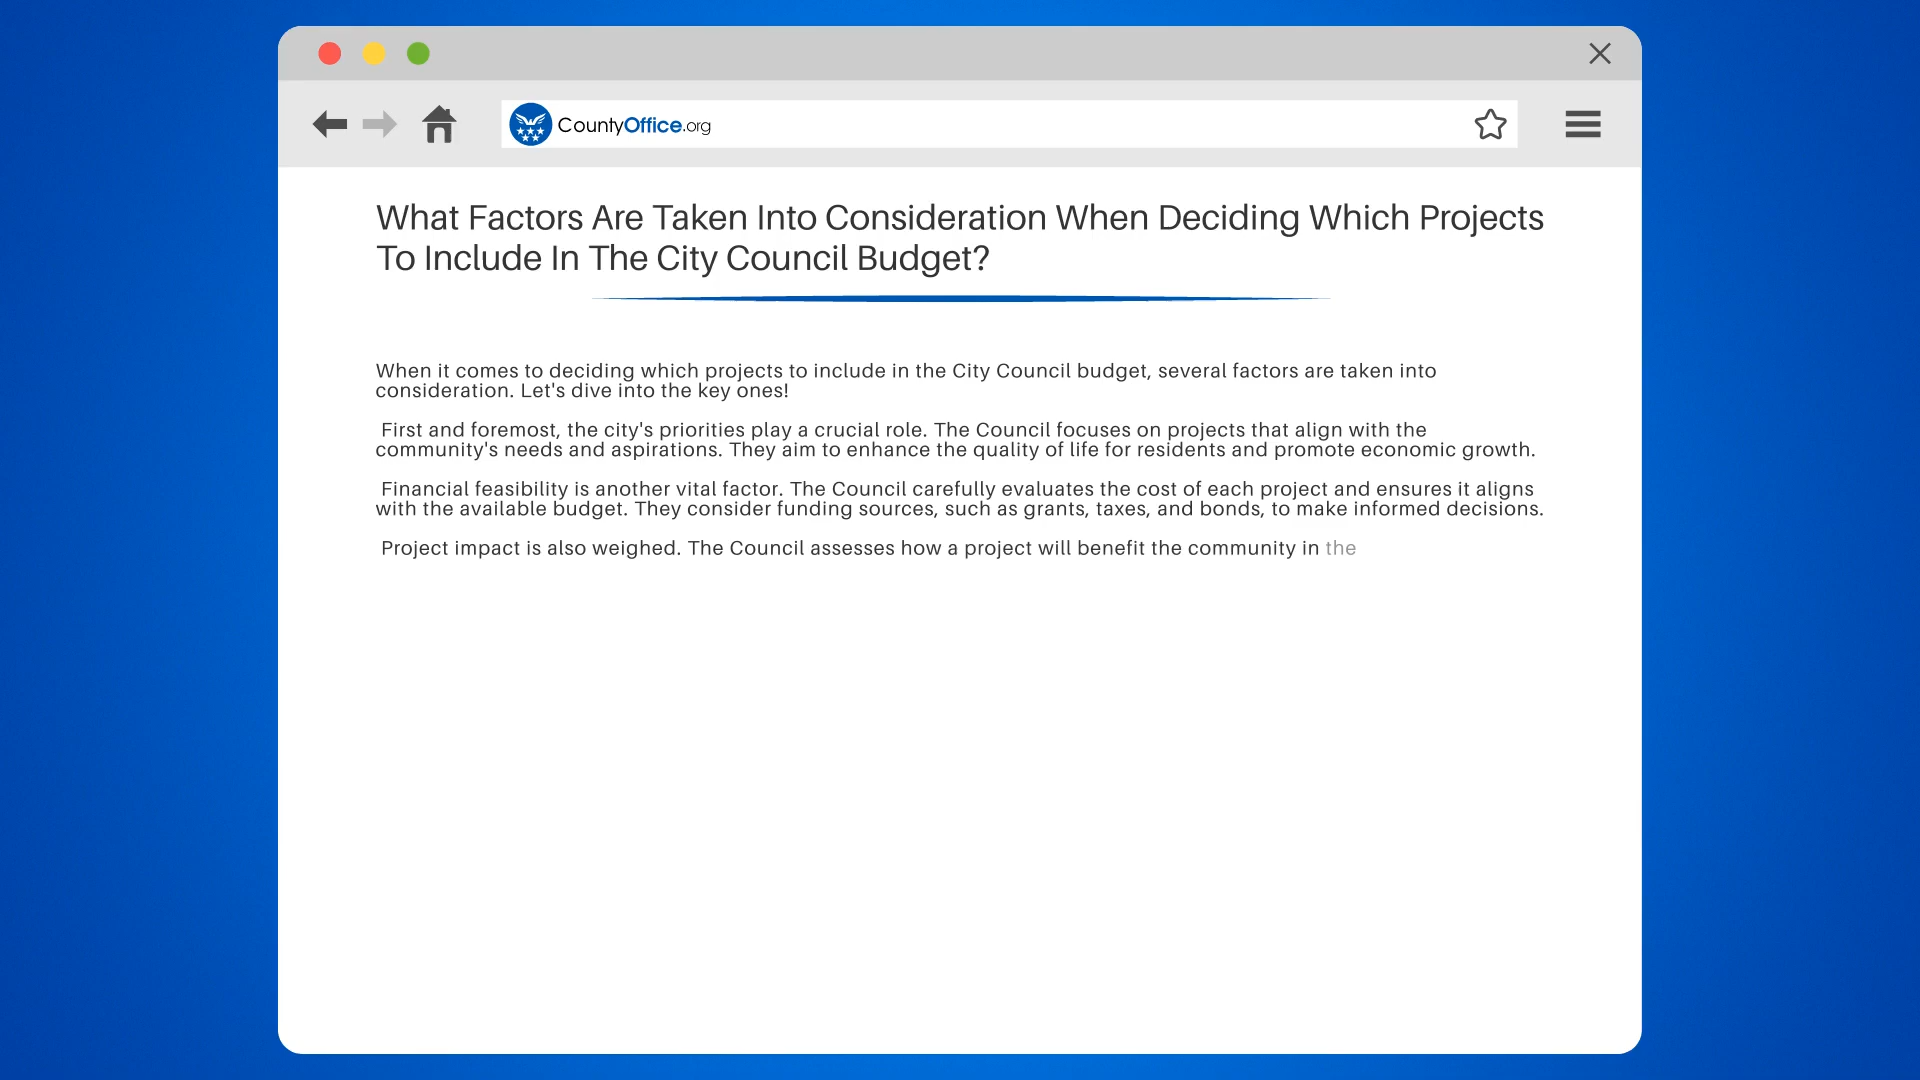 CountyOffice.org
What Factors Are Taken Into Consideration When Deciding Which Projects
To Include In The City Council Budget?
When it comes to deciding which projects to include in the City Council budget, several factors are taken into
consideration. Let's dive into the key ones!
First and foremost, the city's priorities play a crucial role. The Council focuses on projects that align with the
community's needs and aspirations. They aim to enhance the quality of life for residents and promote economic growth.
Financial feasibility is another vital factor. The Council carefully evaluates the cost of each project and ensures it aligns
with the available budget. They consider funding sources, such as grants, taxes, and bonds, to make informed decisions.
Project impact is also weighed. The Council assesses how a project will benefit the community in the